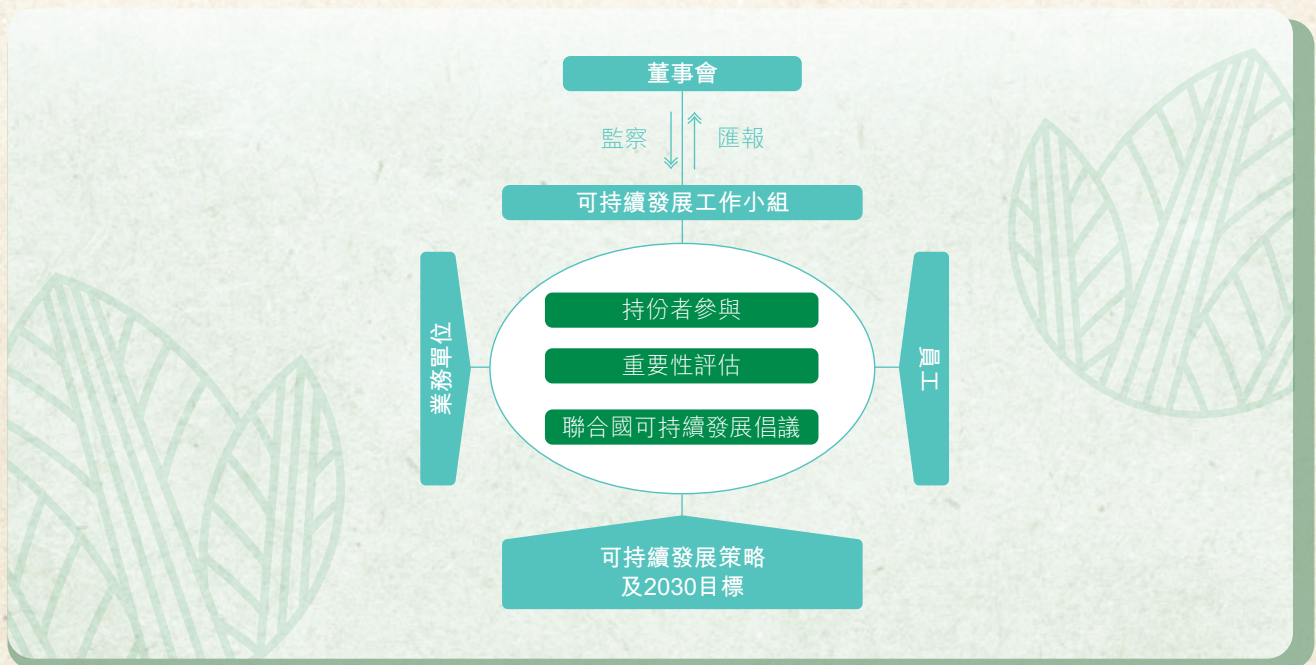 董事會
監察
匯報
可持續發展工作小組
業務單位
持份者參與
重要性評估
聯合國可持續發展倡議
員工
可持續發展策略
及2030目標